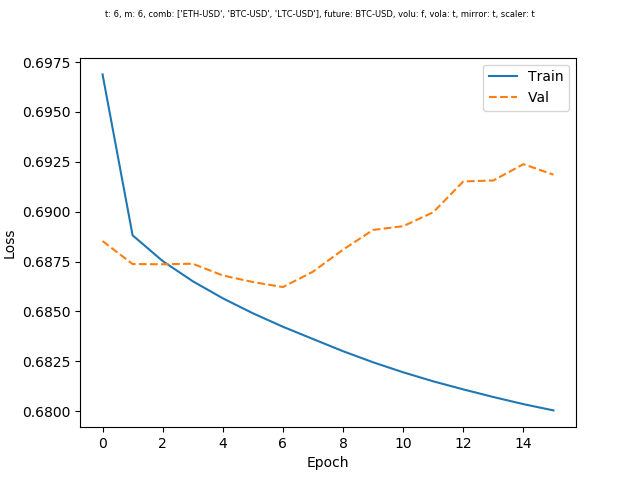 t: 6, m: 6, comb: ['ETH-USD', 'BTC-USD', 'LTC-USD'], future: BTC-USD, volu: f, vola: t, mirror: t, scaler: t
0.6975
0.6950
0.6925
0.6900
0.6875
0.6850
0.6825
0.6800
Loss
Train
Val
0 2 4 6 8 10 12 14
Epoch